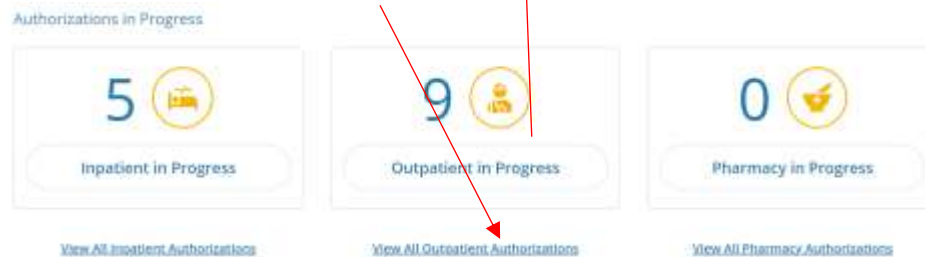 Authorizations in Progress
5 9 0
Inpatient in Progress Outpatient in Progress Pharmacy in Progress
View All Inpatient Authorizations View All Outpatient Authorizations View All Pharmacy Authorizations